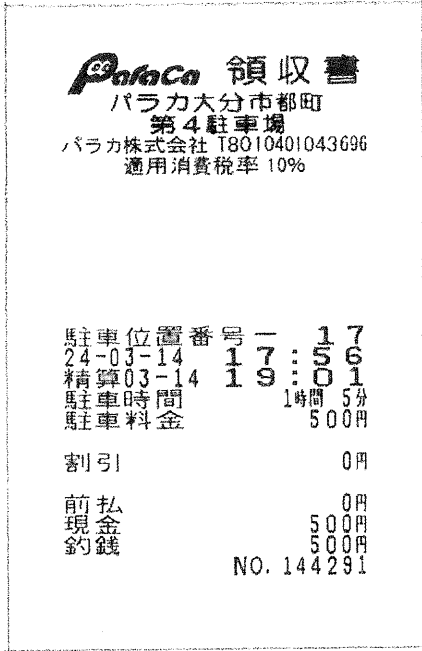 ParaCa 領収書
パラカ大分市都町
第4駐車場
パラカ株式会社 T8010401043696
適用消費税率 10%
駐車位置番号－ 17
24-03-14 17:56
精算03-14 19:01
駐車時間 1時間 5分
駐車料金 500円
割引 0円
前払 0円
現金 500円
釣銭 500円
NO. 144291